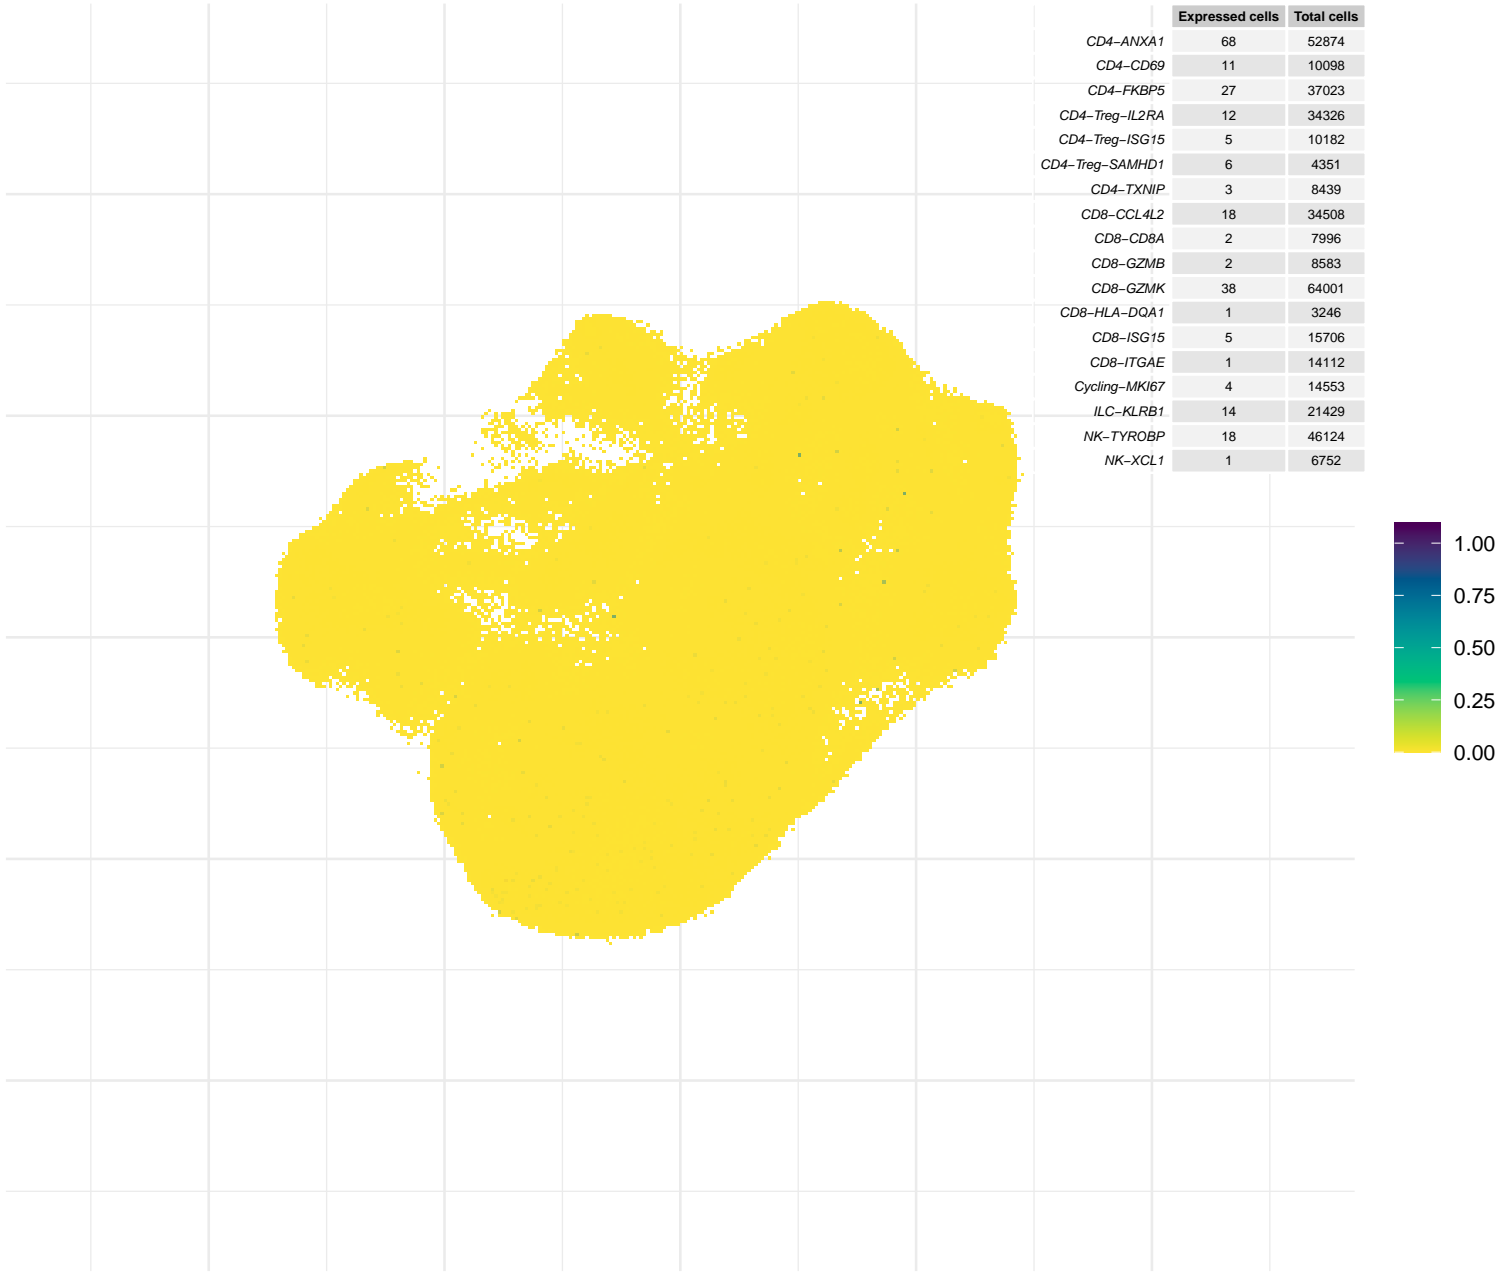 Expressed cells Total cells
CD4−ANXA1 68 52874
CD4−CD69 11 10098
CD4−FKBP5 27 37023
CD4−Treg−IL2RA 12 34326
CD4−Treg−ISG15 5 10182
CD4−Treg−SAMHD1 6 4351
CD4−TXNIP 3 8439
CD8−CCL4L2 18 34508
CD8−CD8A 2 7996
CD8−GZMB 2 8583
CD8−GZMK 38 64001
CD8−HLA−DQA1 1 3246
CD8−ISG15 5 15706
CD8−ITGAE 1 14112
Cycling−MKI67 4 14553
ILC−KLRB1 14 21429
NK−TYROBP 18 46124
NK−XCL1 1 6752
1.00
0.75
0.50
0.25
0.00